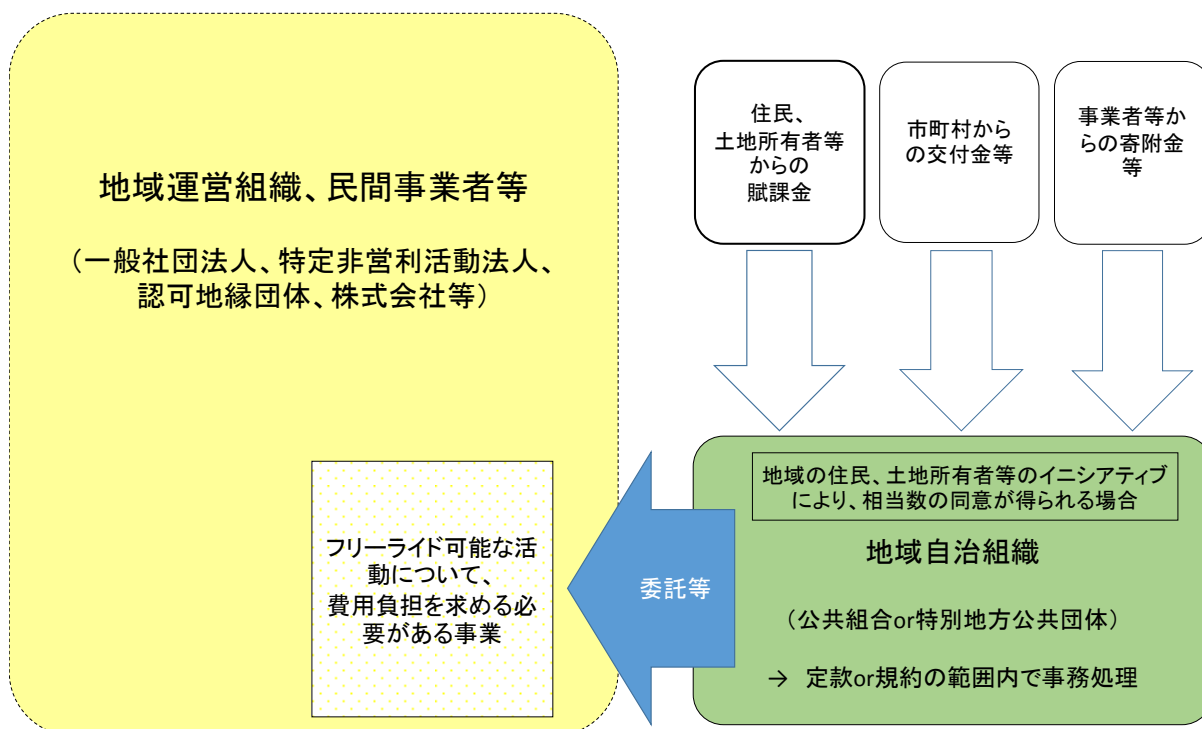 地域運営組織、民間事業者等
（一般社団法人、特定非営利活動法人、
認可地縁団体、株式会社等）
住民、
土地所有者等
からの
賦課金
市町村から
の交付金等
事業者等か
らの寄附金
等
地域の住民、土地所有者等のイニシアティブ
により、相当数の同意が得られる場合
地域自治組織
（公共組合or特別地方公共団体）
→ 定款or規約の範囲内で事務処理
委託等
フリーライド可能な活
動について、
費用負担を求める必
要がある事業